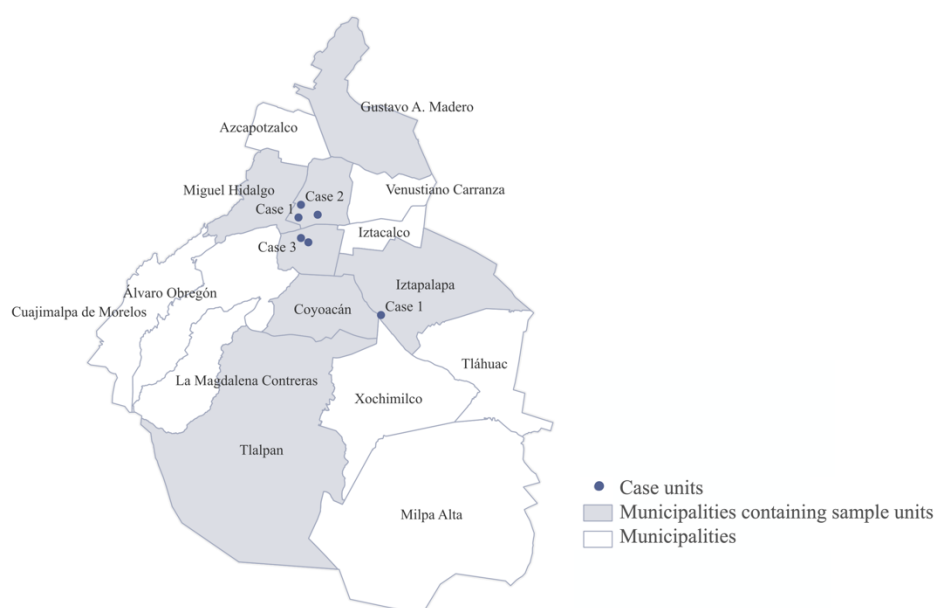 Gustavo A. Madero
Azcapotzalco
Miguel Hidalgo
Venustiano Carranza
Case 2
Case 1
Iztacalco
Case 3
Iztapalapa
Álvaro Obregón
Cuajimalpa de Morelos
Coyoacán
Case 1
Tláhuac
La Magdalena Contreras
Xochimilco
Tlalpan
Milpa Alta
Case units
Municipalities containing sample units
Municipalities